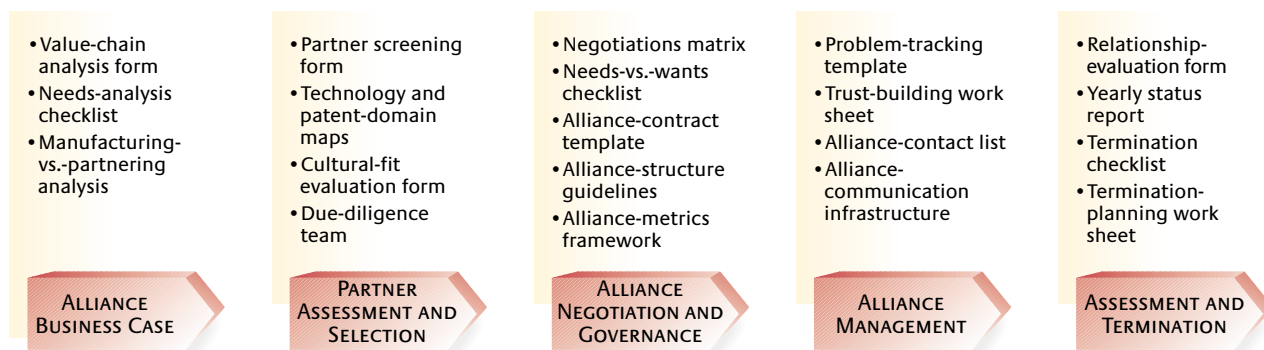 • Value-chain
analysis form
• Needs-analysis
checklist
• Manufacturing-
vs.-partnering
analysis
ALLIANCE
BUSINESS CASE
• Partner screening
form
• Technology and
patent-domain
maps
• Cultural-fit
evaluation form
• Due-diligence
team
PARTNER
ASSESSMENT AND
SELECTION
• Negotiations matrix
• Needs-vs.-wants
checklist
• Alliance-contract
template
• Alliance-structure
guidelines
• Alliance-metrics
framework
ALLIANCE
NEGOTIATION AND
GOVERNANCE
• Problem-tracking
template
• Trust-building work
sheet
• Alliance-contact list
• Alliance-
communication
infrastructure
ALLIANCE
MANAGEMENT
• Relationship-
evaluation form
• Yearly status
report
• Termination
checklist
• Termination-
planning work
sheet
ASSESSMENT AND
TERMINATION